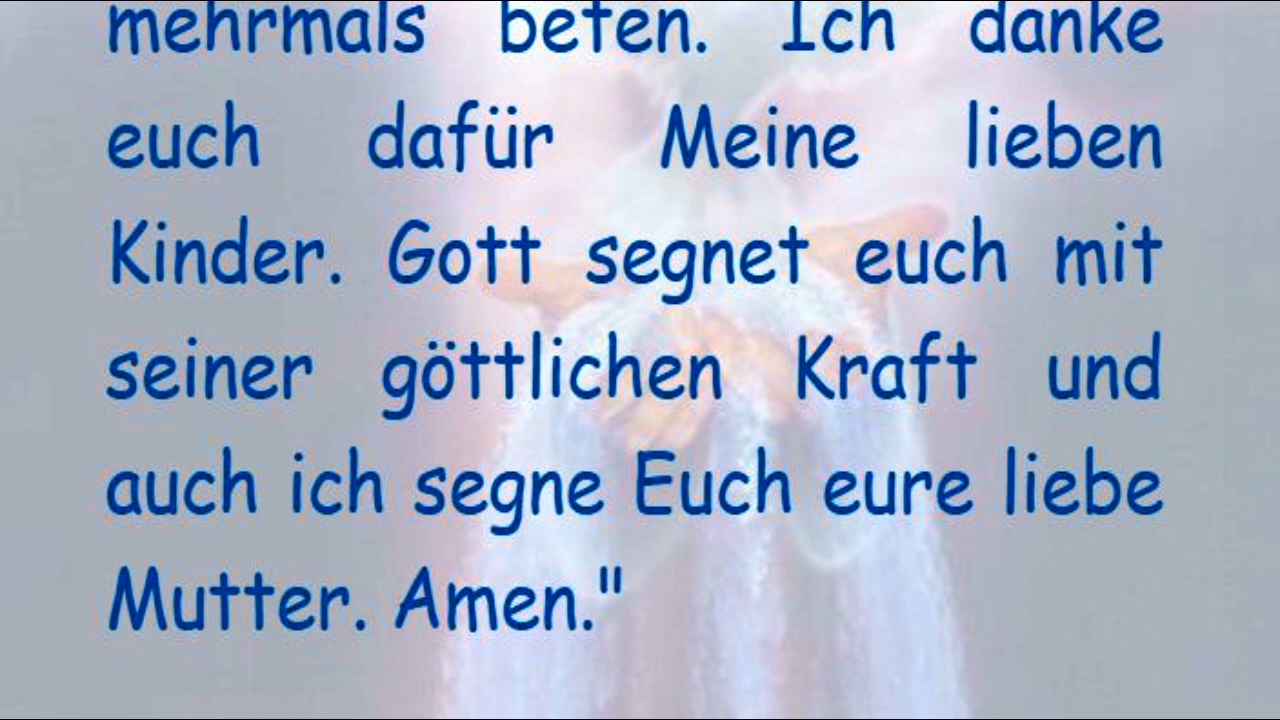 mehrmals beten. Ich danke
euch dafür Meine lieben
Kinder. Gott segnet euch mit
seiner göttlichen Kraft und
auch ich segne Euch eure liebe
Mutter. Amen."